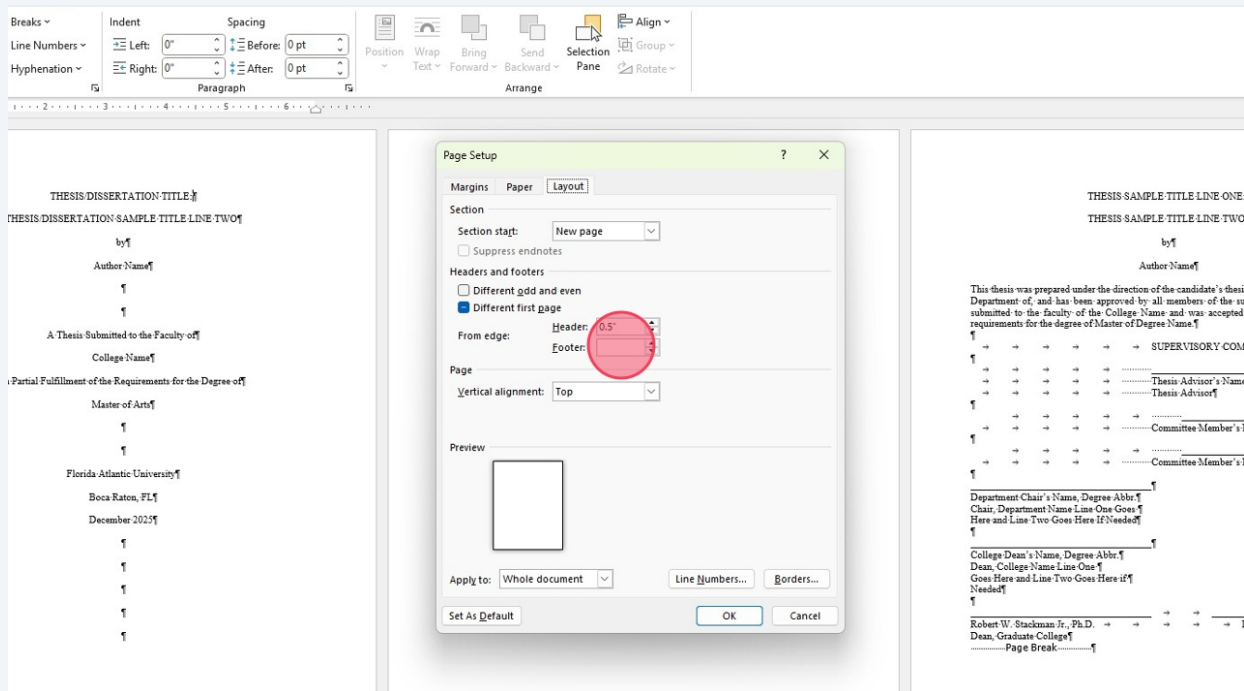 Breaks
Indent
Spacing
Align
Line Numbers
Left: 0"
Before: 0 pt
Position
Wrap Text
Bring Forward
Send Backward
Selection Pane
Group
Hyphenation
Right: 0"
After: 0 pt
Rotate
Paragraph
Arrange
2 3 4 5 6
THESIS/DISSERTATION·TITLE:¶
THESIS/DISSERTATION·SAMPLE·TITLE·LINE·TWO¶
by¶
Author·Name¶
¶
¶
A·Thesis·Submitted·to·the·Faculty·of¶
College·Name¶
Partial·Fulfillment·of·the·Requirements·for·the·Degree·of¶
Master·of·Arts¶
¶
¶
Florida·Atlantic·University¶
Boca·Raton,·FL¶
December·2025¶
¶
¶
¶
¶
¶
Page Setup
? ×
Margins
Paper
Layout
Section
Section start: New page
Suppress endnotes
Headers and footers
Different odd and even
Different first page
From edge:
Header: 0.5"
Footer:
Page
Vertical alignment: Top
Preview
Apply to: Whole document
Line Numbers...
Borders...
Set As Default
OK
Cancel
THESIS·SAMPLE·TITLE·LINE·ONE
THESIS·SAMPLE·TITLE·LINE·TWO
by¶
Author·Name¶
This·thesis·was·prepared·under·the·direction·of·the·candidate's·thesi
Department·of,·and·has·been·approved·by·all·members·of·the·su
submitted·to·the·faculty·of·the·College·Name·and·was·accepted
requirements·for·the·degree·of·Master·of·Degree·Name.¶
¶
→ → → → → → SUPERVISORY·COM
¶
→ → → → →
→ → → → → Thesis·Advisor's·Name
→ → → → → Thesis·Advisor¶
¶
→ → → → →
→ → → → → Committee·Member's·
¶
→ → → → →
→ → → → → Committee·Member's·
¶
¶
Department·Chair's·Name,·Degree·Abbr.¶
Chair,·Department·Name·Line·One·Goes·¶
Here·and·Line·Two·Goes·Here·If·Needed¶
¶
¶
College·Dean's·Name,·Degree·Abbr.¶
Dean,·College·Name·Line·One·¶
Goes·Here·and·Line·Two·Goes·Here·if¶
Needed¶
¶
Robert·W.·Stackman·Jr.,·Ph.D. → → → → →
Dean,·Graduate·College¶
Page Break¶